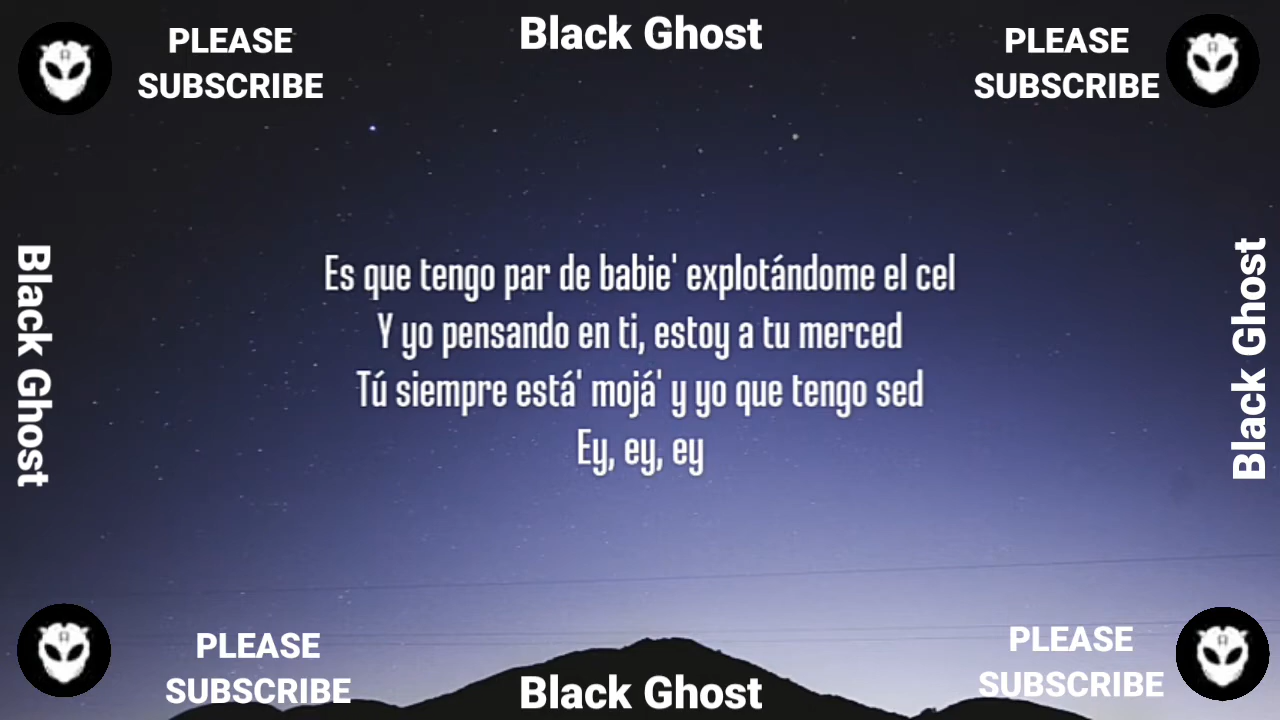 Black Ghost
PLEASE
SUBSCRIBE
PLEASE
SUBSCRIBE
Black Ghost
Black Ghost
Es que tengo par de babie' explotándome el cel
Y yo pensando en ti, estoy a tu merced
Tú siempre está' mojá' y yo que tengo sed
Ey, ey, ey
PLEASE
SUBSCRIBE
PLEASE
SUBSCRIBE
Black Ghost